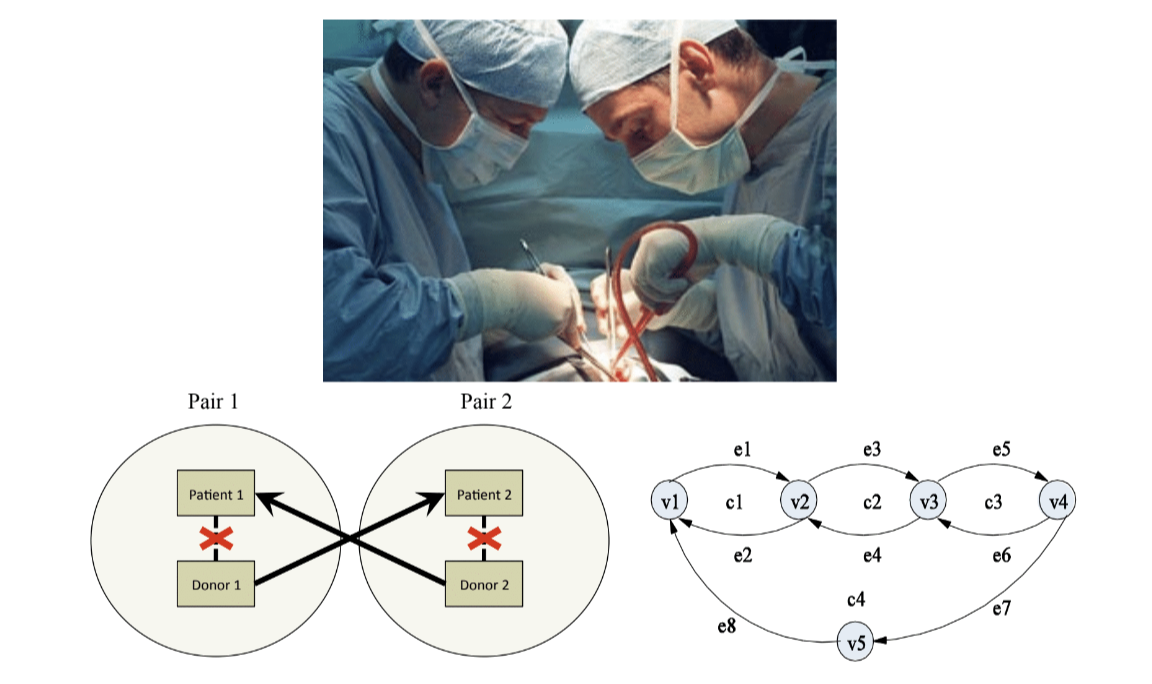 Pair 1
Pair 2
Patient 1
Patient 2
Donor 1
Donor 2
e1
e3
e5
v1
c1
v2
c2
v3
c3
v4
e2
e4
e6
c4
e7
e8
v5